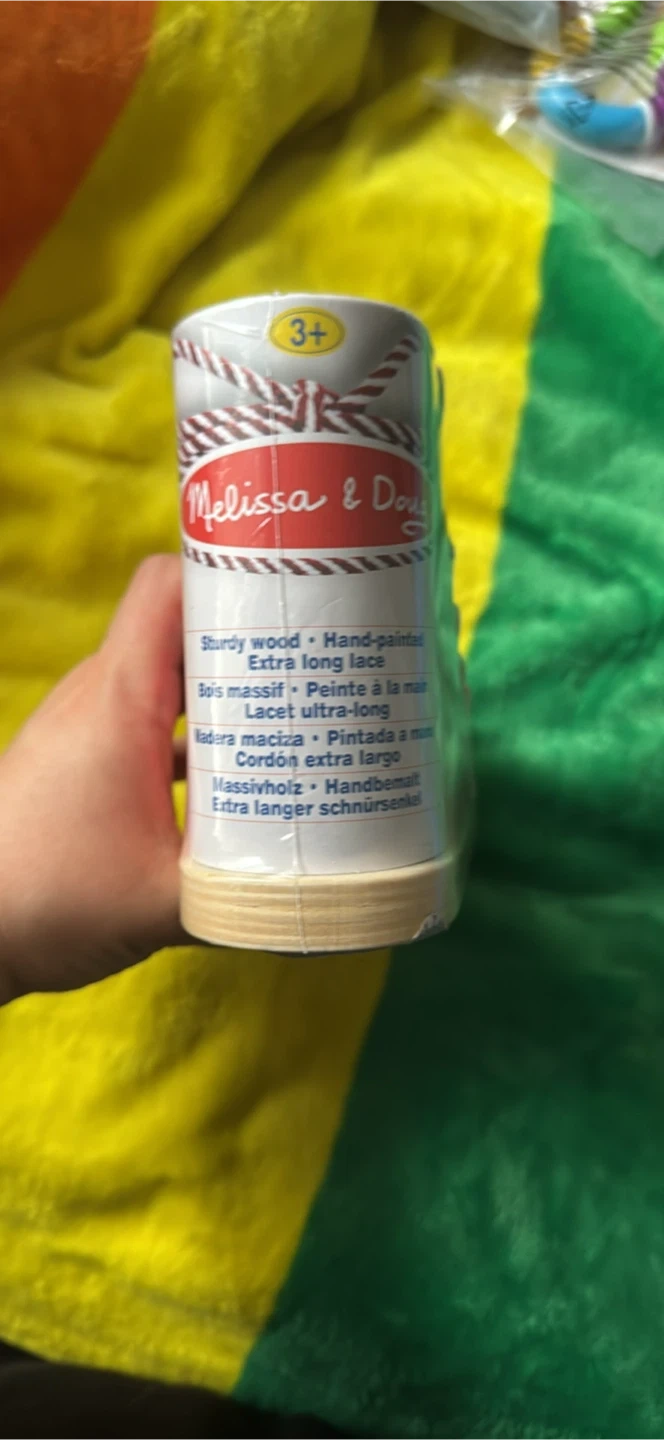 3+
Melissa & Doug
Sturdy wood • Hand-painted
Extra long lace
Bois massif • Peinte à la main
Lacet ultra-long
Madera maciza • Pintada a mano
Cordón extra largo
Massivholz • Handbemalt
Extra langer schnürsenkel